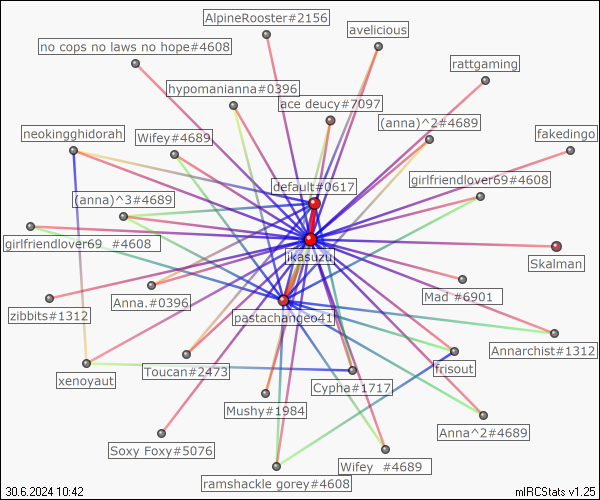 AlpineRooster#2156
avelicious
no cops no laws no hope#4608
rattgaming
hypomanianna#0396
ace deucy#7097
(anna)^2#4689
neokingghidorah
Wifey#4689
fakedingo
default#0617
girlfriendlover69#4608
(anna)^3#4689
girlfriendlover69_#4608
ikasuzu
Skalman
Anna.#0396
Mad #6901
zibbits#1312
pastachangeo41
Annarchist#1312
Toucan#2473
frisout
xenoyaut
Cypha#1717
Mushy#1984
Anna^2#4689
Soxy Foxy#5076
Wifey_#4689
ramshackle gorey#4608
30.6.2024 10:42
mIRCStats v1.25